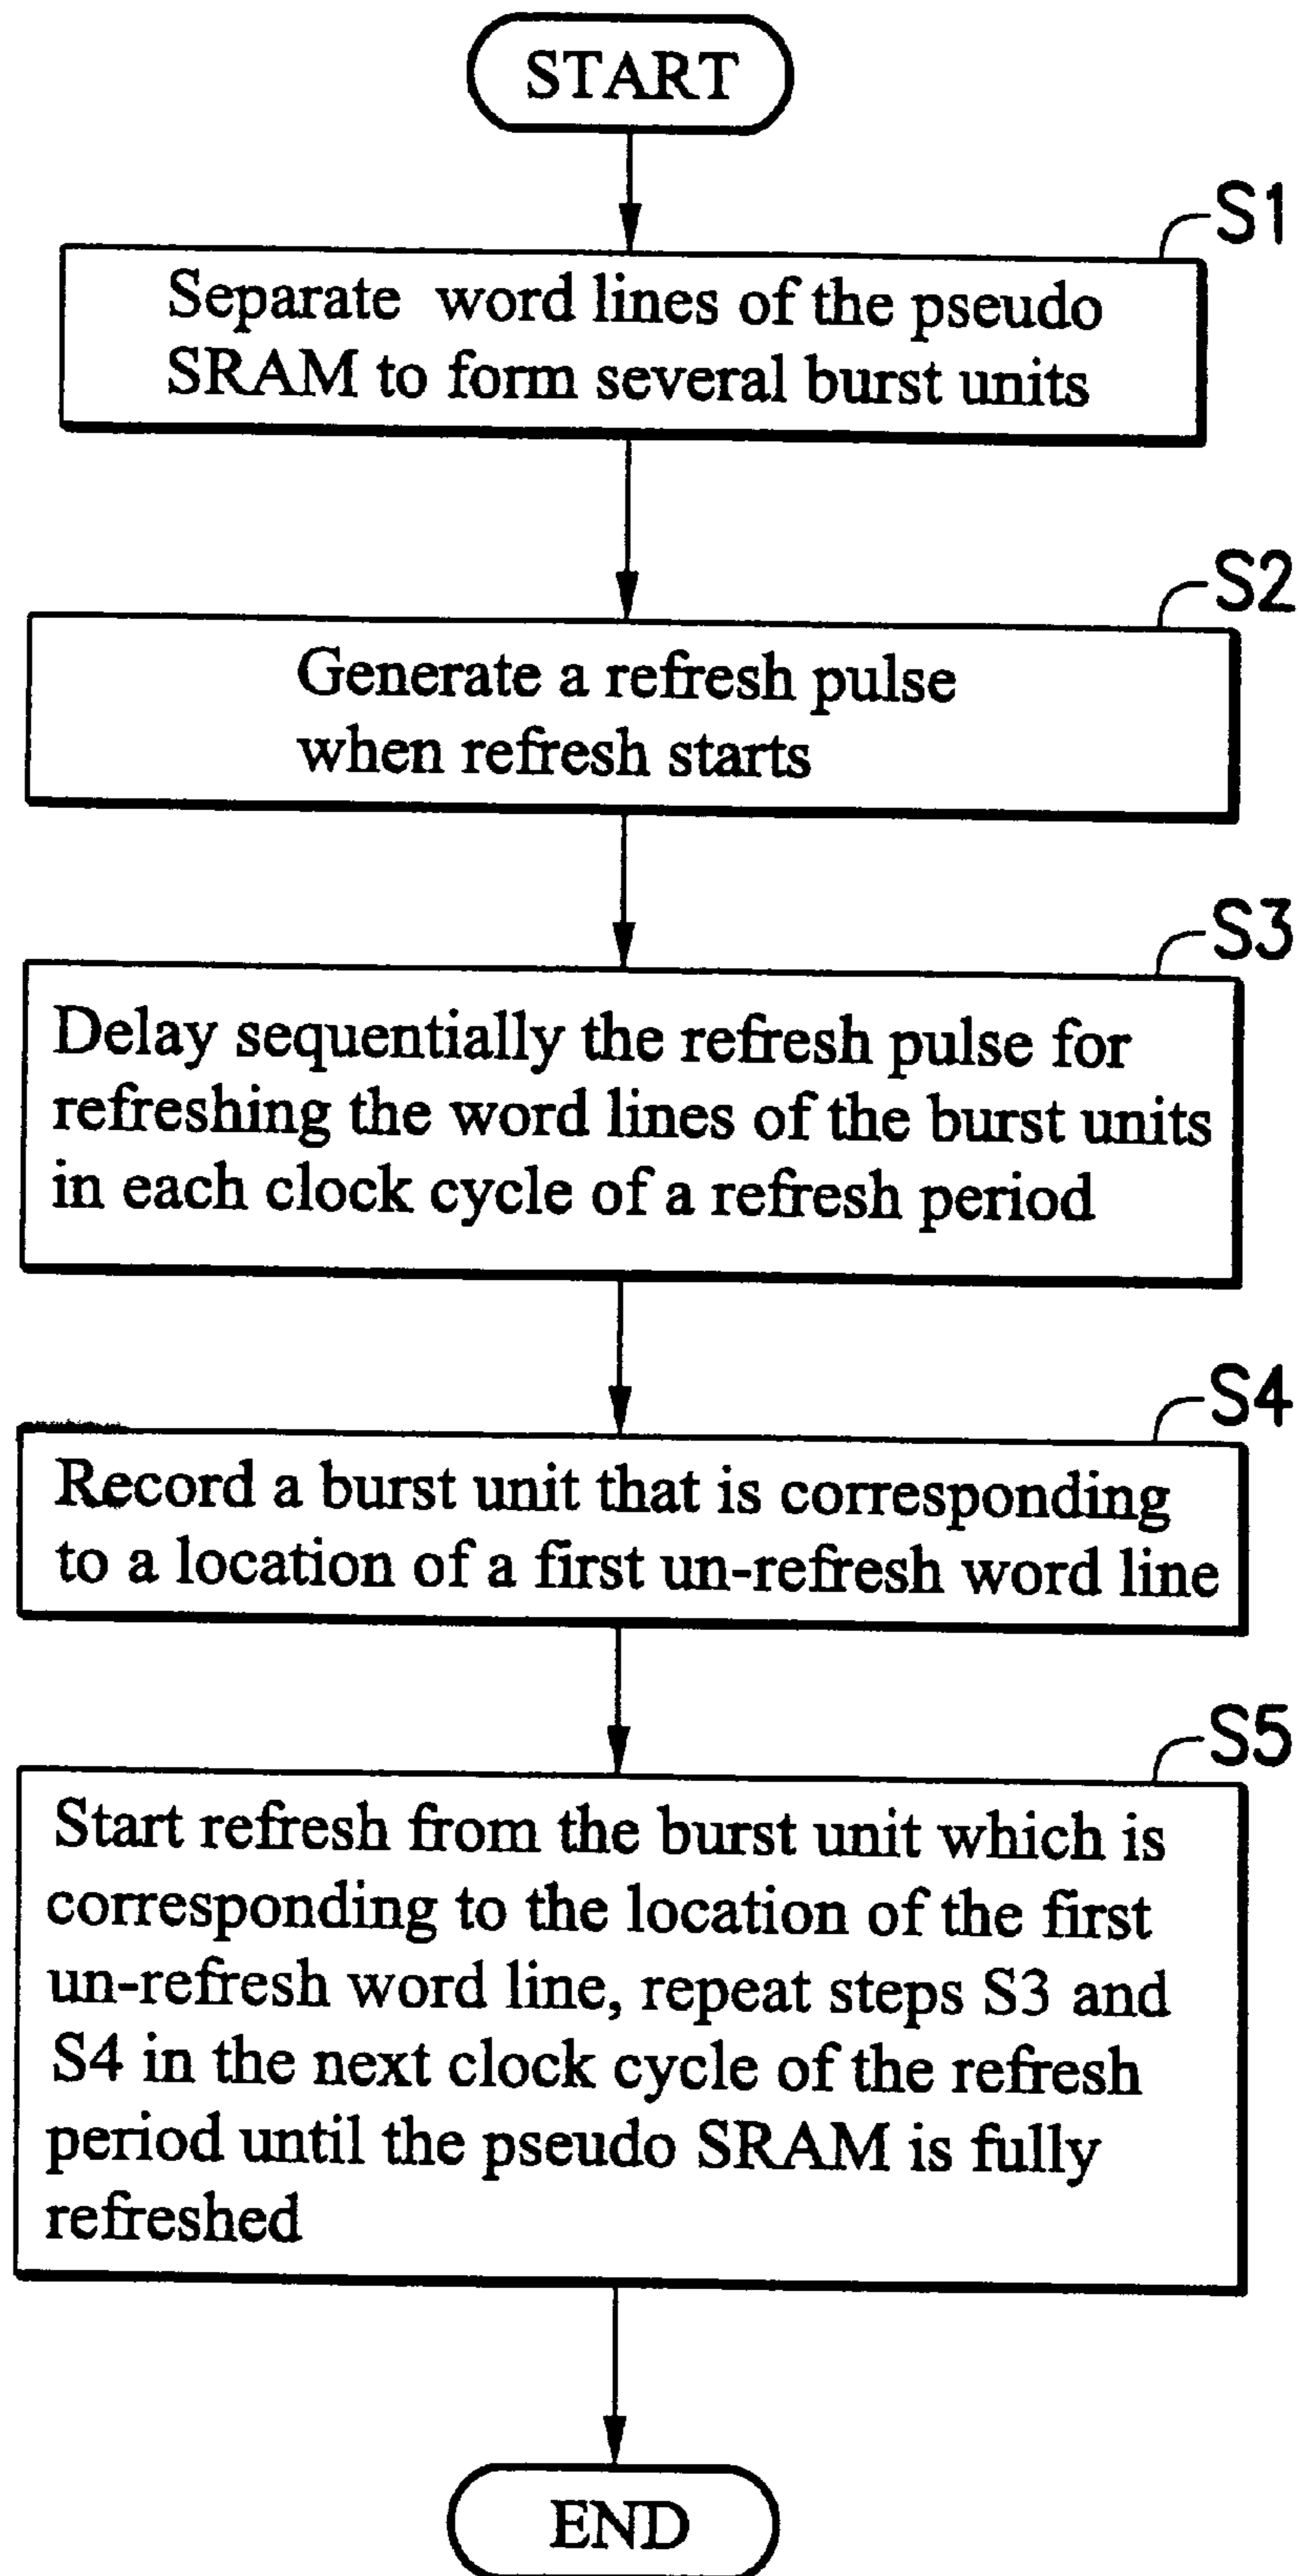 START
S1
Separate word lines of the pseudo
SRAM to form several burst units
S2
Generate a refresh pulse
when refresh starts
S3
Delay sequentially the refresh pulse for
refreshing the word lines of the burst units
in each clock cycle of a refresh period
S4
Record a burst unit that is corresponding
to a location of a first un-refresh word line
S5
Start refresh from the burst unit which is
corresponding to the location of the first
un-refresh word line, repeat steps S3 and
S4 in the next clock cycle of the refresh
period until the pseudo SRAM is fully
refreshed
END